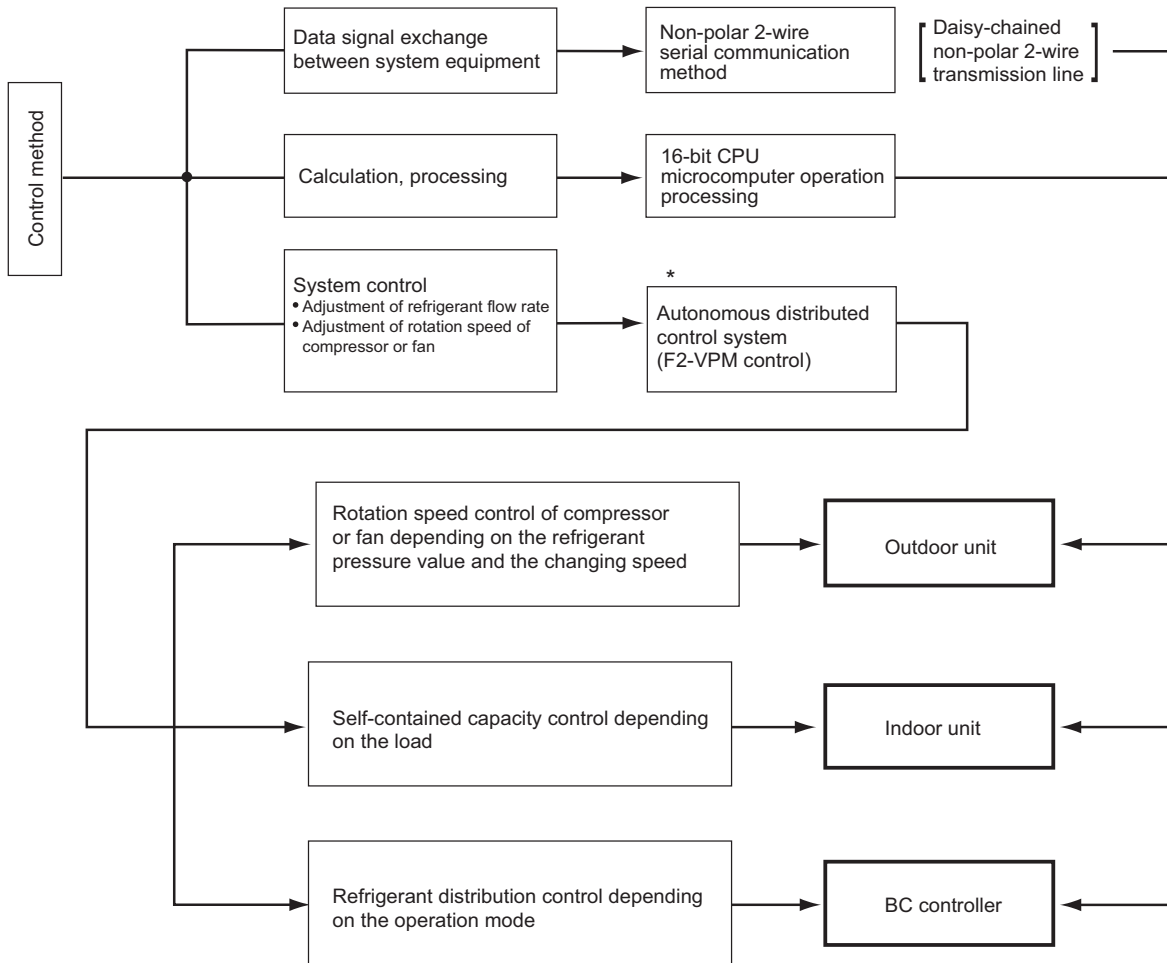 Control method
Data signal exchange
between system equipment
Non-polar 2-wire
serial communication
method
Daisy-chained
non-polar 2-wire
transmission line
Calculation, processing
16-bit CPU
microcomputer operation
processing
System control
• Adjustment of refrigerant flow rate
• Adjustment of rotation speed of
compressor or fan
*
Autonomous distributed
control system
(F2-VPM control)
Rotation speed control of compressor
or fan depending on the refrigerant
pressure value and the changing speed
Outdoor unit
Self-contained capacity control depending
on the load
Indoor unit
Refrigerant distribution control depending
on the operation mode
BC controller